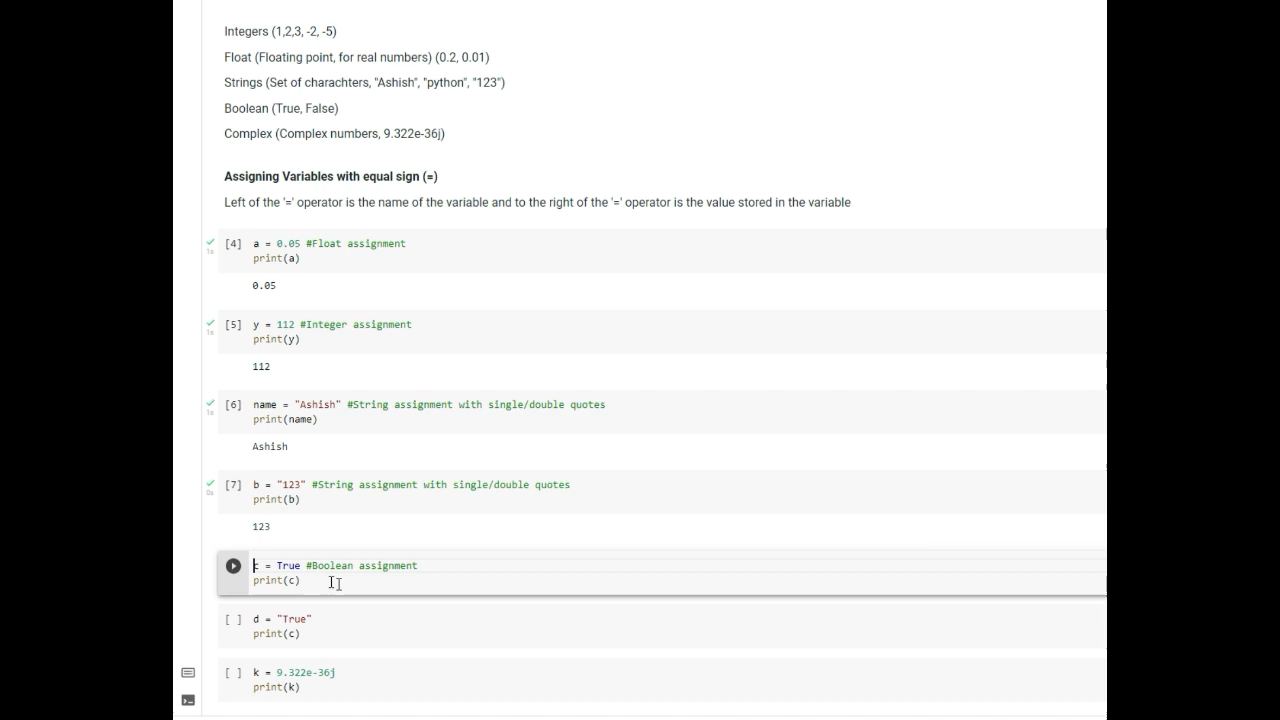 Integers (1,2,3, -2, -5)
Float (Floating point, for real numbers) (0.2, 0.01)
Strings (Set of charachters, "Ashish", "python", "123")
Boolean (True, False)
Complex (Complex numbers, 9.322e-36j)
Assigning Variables with equal sign (=)
Left of the '=' operator is the name of the variable and to the right of the '=' operator is the value stored in the variable
[4] a = 0.05 #Float assignment
1s print(a)
0.05
[5] y = 112 #Integer assignment
1s print(y)
112
[6] name = "Ashish" #String assignment with single/double quotes
1s print(name)
Ashish
[7] b = "123" #String assignment with single/double quotes
0s print(b)
123
c = True #Boolean assignment
print(c)
[ ] d = "True"
print(c)
[ ] k = 9.322e-36j
print(k)